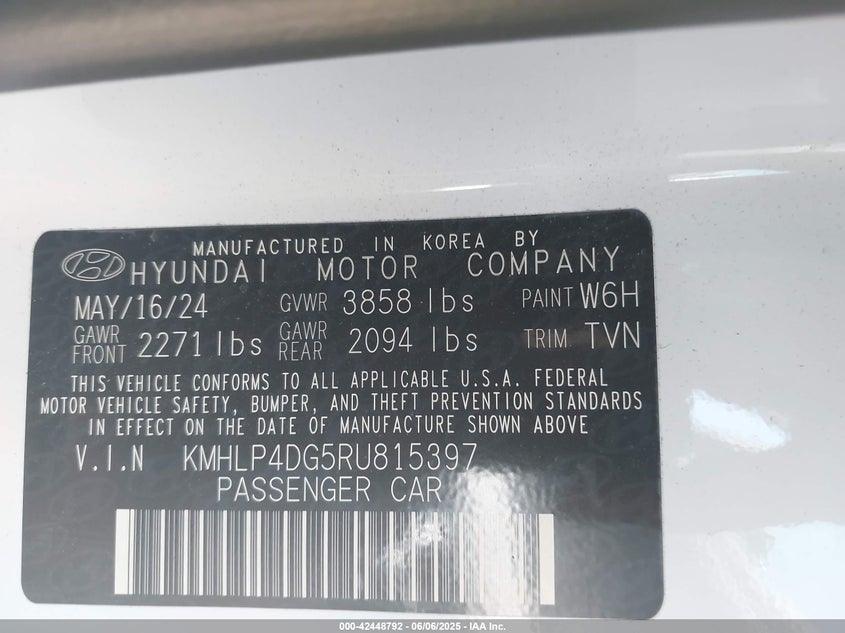 MANUFACTURED IN KOREA BY
HYUNDAI MOTOR COMPANY
MAY/16/24 GVWR 3858 lbs PAINT W6H
GAWR FRONT 2271 lbs GAWR REAR 2094 lbs TRIM TVN
THIS VEHICLE CONFORMS TO ALL APPLICABLE U.S.A. FEDERAL
MOTOR VEHICLE SAFETY, BUMPER, AND THEFT PREVENTION STANDARDS
IN EFFECT ON THE DATE OF MANUFACTURE SHOWN ABOVE
V.I.N KMHLP4DG5RU815397
PASSENGER CAR
000-42448792 - 06/06/2025 - IAA Inc.